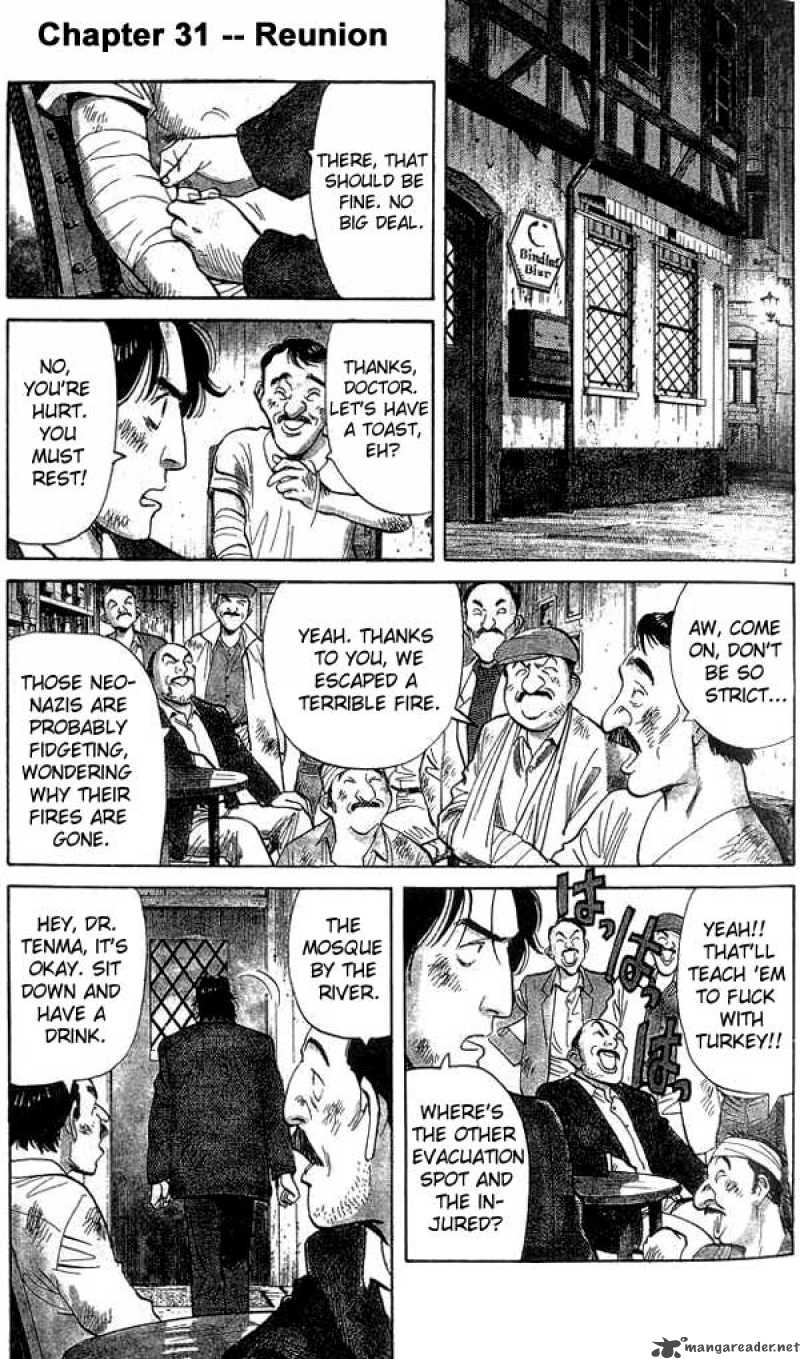 Chapter 31 -- Reunion
Bier
1
THERE, THAT
SHOULD BE
FINE. NO
BIG DEAL.
THANKS,
DOCTOR.
LET'S HAVE
A TOAST,
EH?
NO,
YOU'RE
HURT.
YOU
MUST
REST!
AW, COME
ON, DON'T
BE SO
STRICT...
YEAH. THANKS
TO YOU, WE
ESCAPED A
TERRIBLE FIRE.
THOSE NEO-
NAZIS ARE
PROBABLY
FIDGETING,
WONDERING
WHY THEIR
FIRES ARE
GONE.
YEAH!!
THAT'LL
TEACH 'EM
TO FUCK
WITH
TURKEY!!
はっはっはっ
WHERE'S
THE OTHER
EVACUATION
SPOT AND
THE IN-
JURED?
THE
MOSQUE
BY THE
RIVER.
HEY, DR.
TENMA, IT'S
OKAY. SIT
DOWN AND
HAVE A
DRINK.
mangareader.net